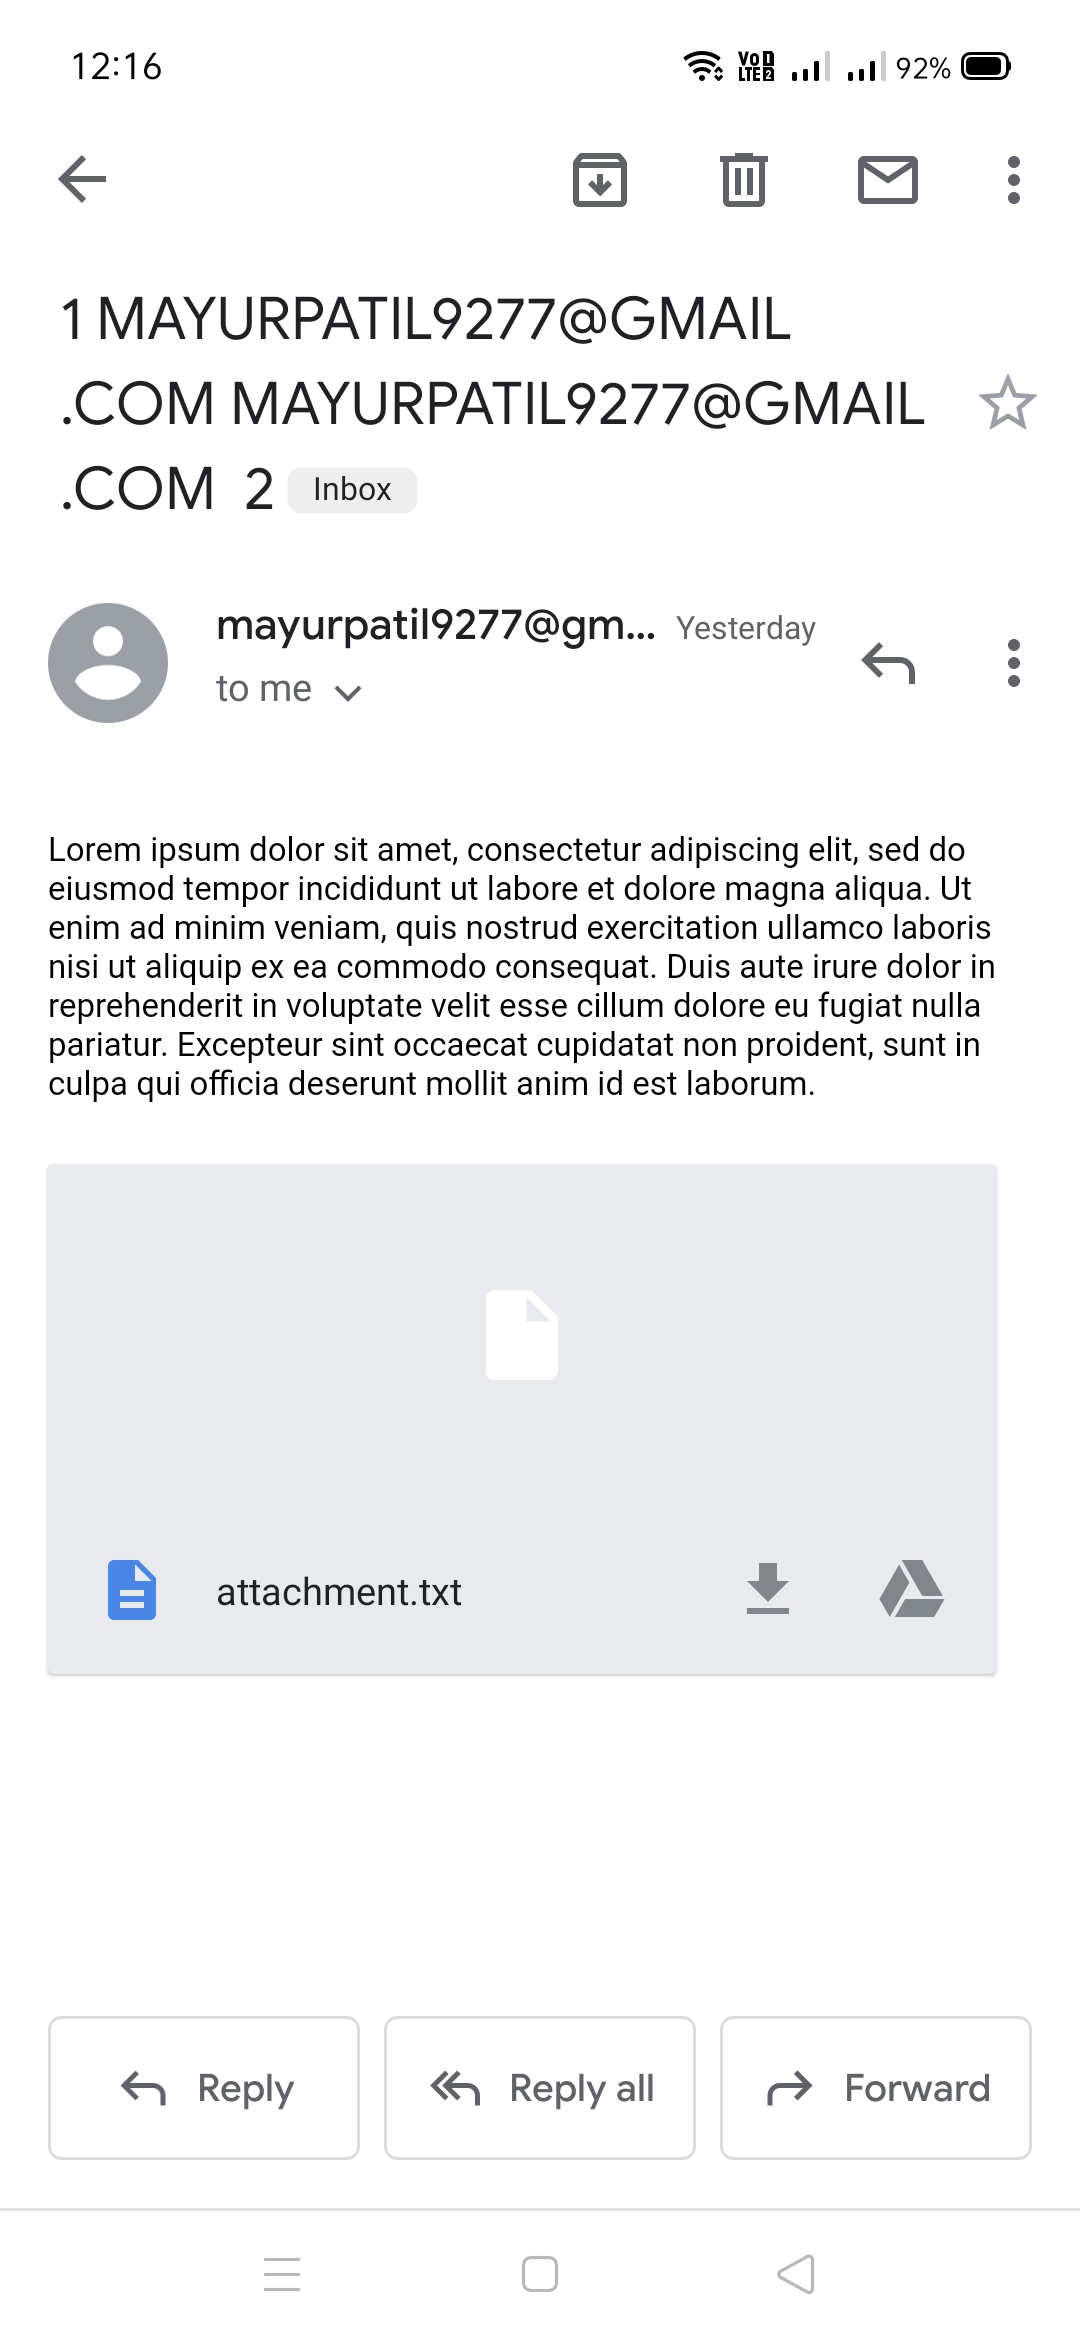 12:16
Vo 1 LTE 2 92%
1 MAYURPATIL9277@GMAIL
.COM MAYURPATIL9277@GMAIL
.COM 2 Inbox
mayurpatil9277@gm... Yesterday
to me
Lorem ipsum dolor sit amet, consectetur adipiscing elit, sed do
eiusmod tempor incididunt ut labore et dolore magna aliqua. Ut
enim ad minim veniam, quis nostrud exercitation ullamco laboris
nisi ut aliquip ex ea commodo consequat. Duis aute irure dolor in
reprehenderit in voluptate velit esse cillum dolore eu fugiat nulla
pariatur. Excepteur sint occaecat cupidatat non proident, sunt in
culpa qui officia deserunt mollit anim id est laborum.
attachment.txt
Reply Reply all Forward